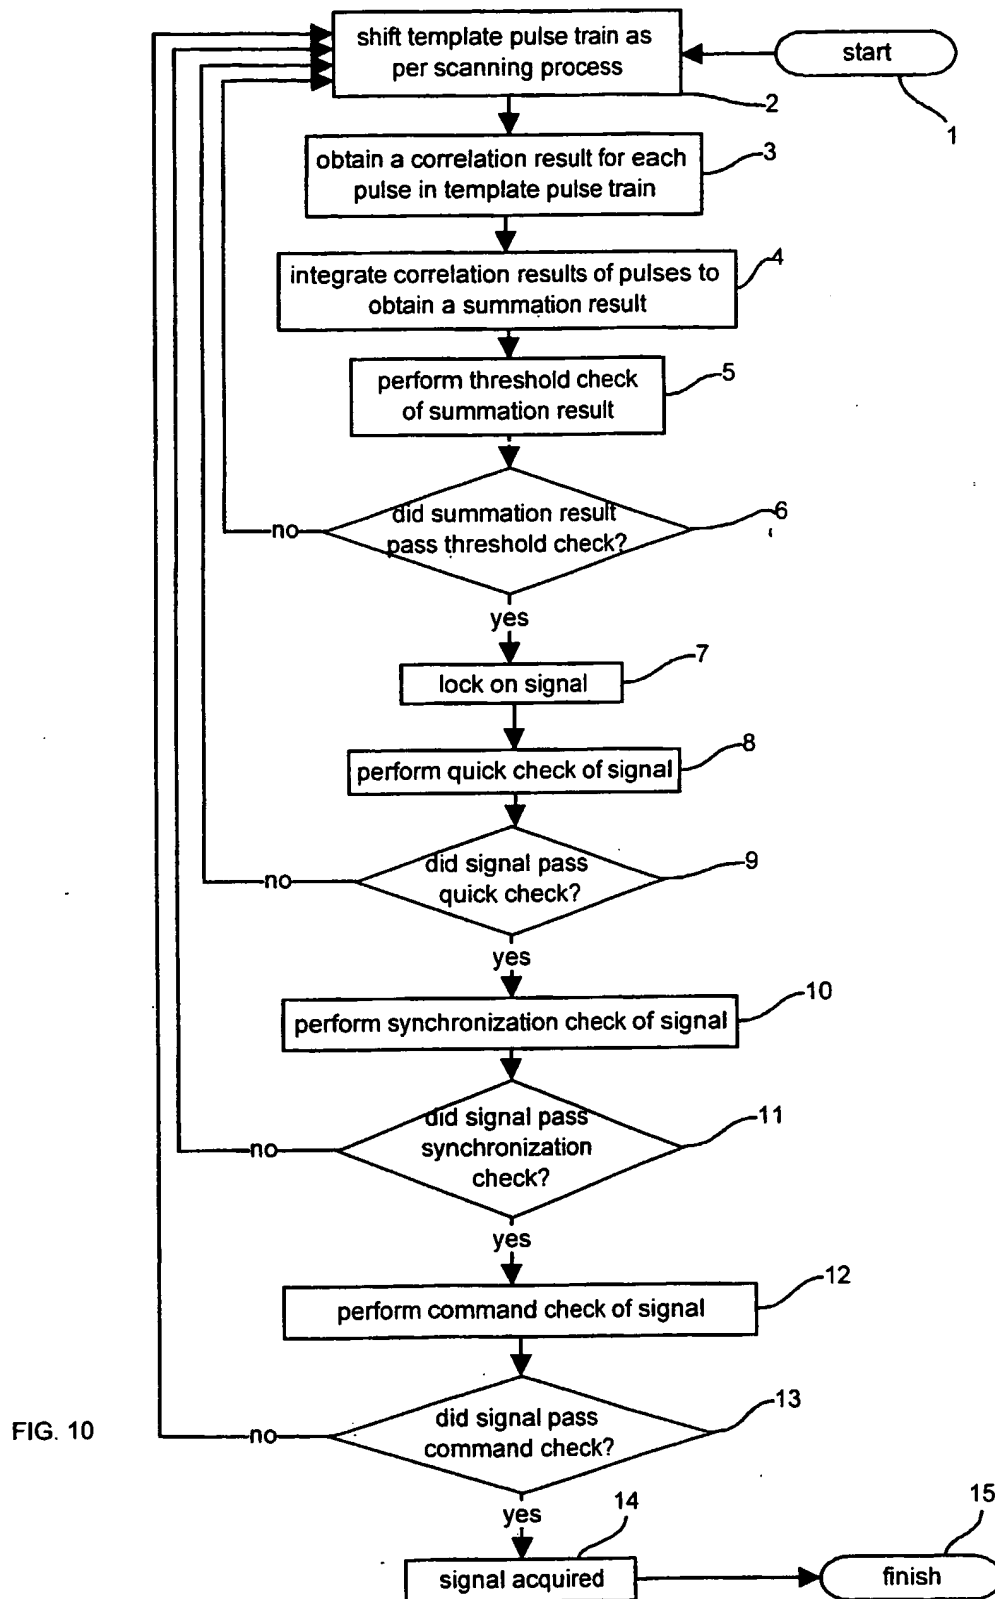 shift template pulse train as
per scanning process
start
2
1
obtain a correlation result for each
pulse in template pulse train
3
integrate correlation results of pulses to
obtain a summation result
4
perform threshold check
of summation result
5
did summation result
pass threshold check?
6
no
yes
lock on signal
7
perform quick check of signal
8
did signal pass
quick check?
9
no
yes
perform synchronization check of signal
10
did signal pass
synchronization
check?
11
no
yes
perform command check of signal
12
did signal pass
command check?
13
no
FIG. 10
yes
signal acquired
14
finish
15